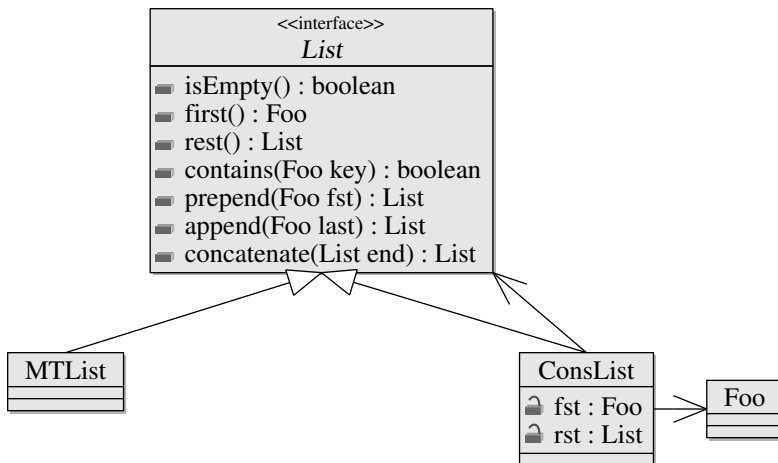 <<interface>>
List
isEmpty() : boolean
first() : Foo
rest() : List
contains(Foo key) : boolean
prepend(Foo fst) : List
append(Foo last) : List
concatenate(List end) : List
MTList
ConsList
fst : Foo
rst : List
Foo